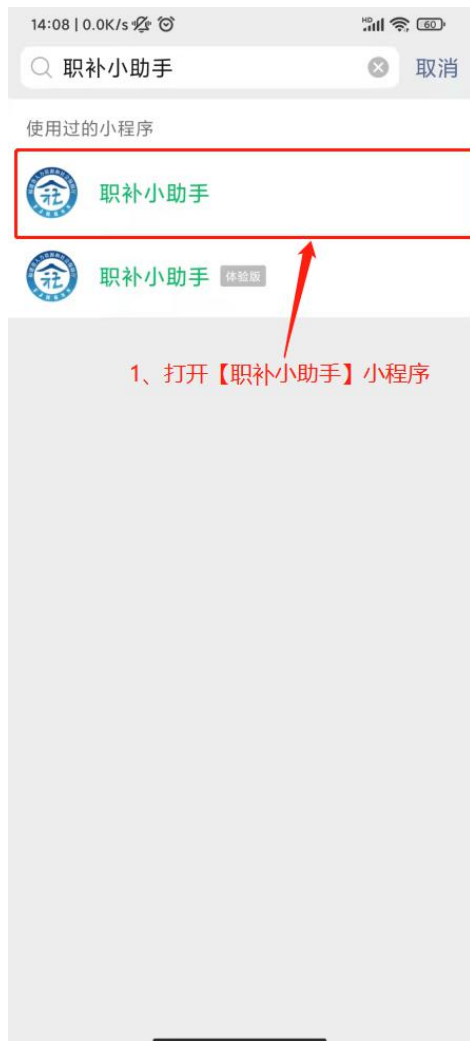 14:08 | 0.0K/s
HD
60
职补小助手
取消
使用过的小程序
职补小助手
职补小助手 体验版
1、打开【职补小助手】小程序